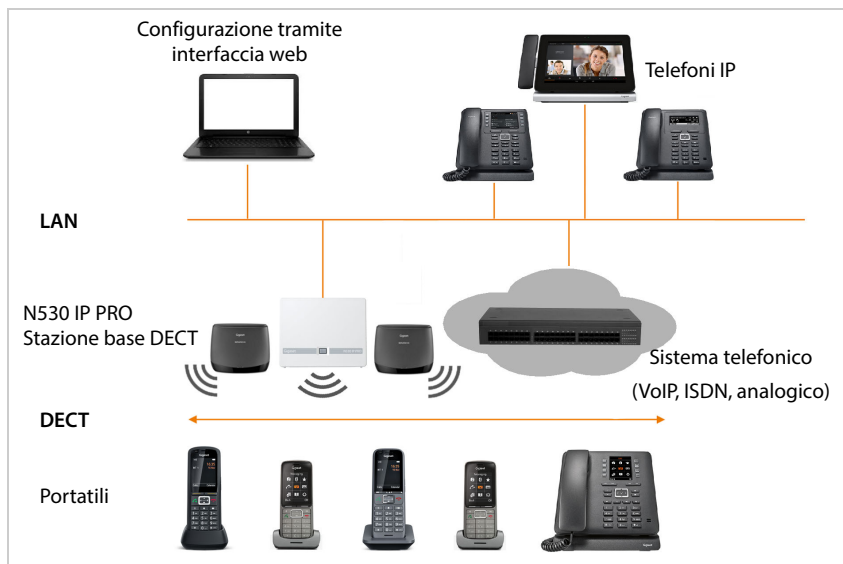 Configurazione tramite
interfaccia web
Telefoni IP
LAN
N530 IP PRO
Stazione base DECT
Sistema telefonico
(VoIP, ISDN, analogico)
DECT
Portatili